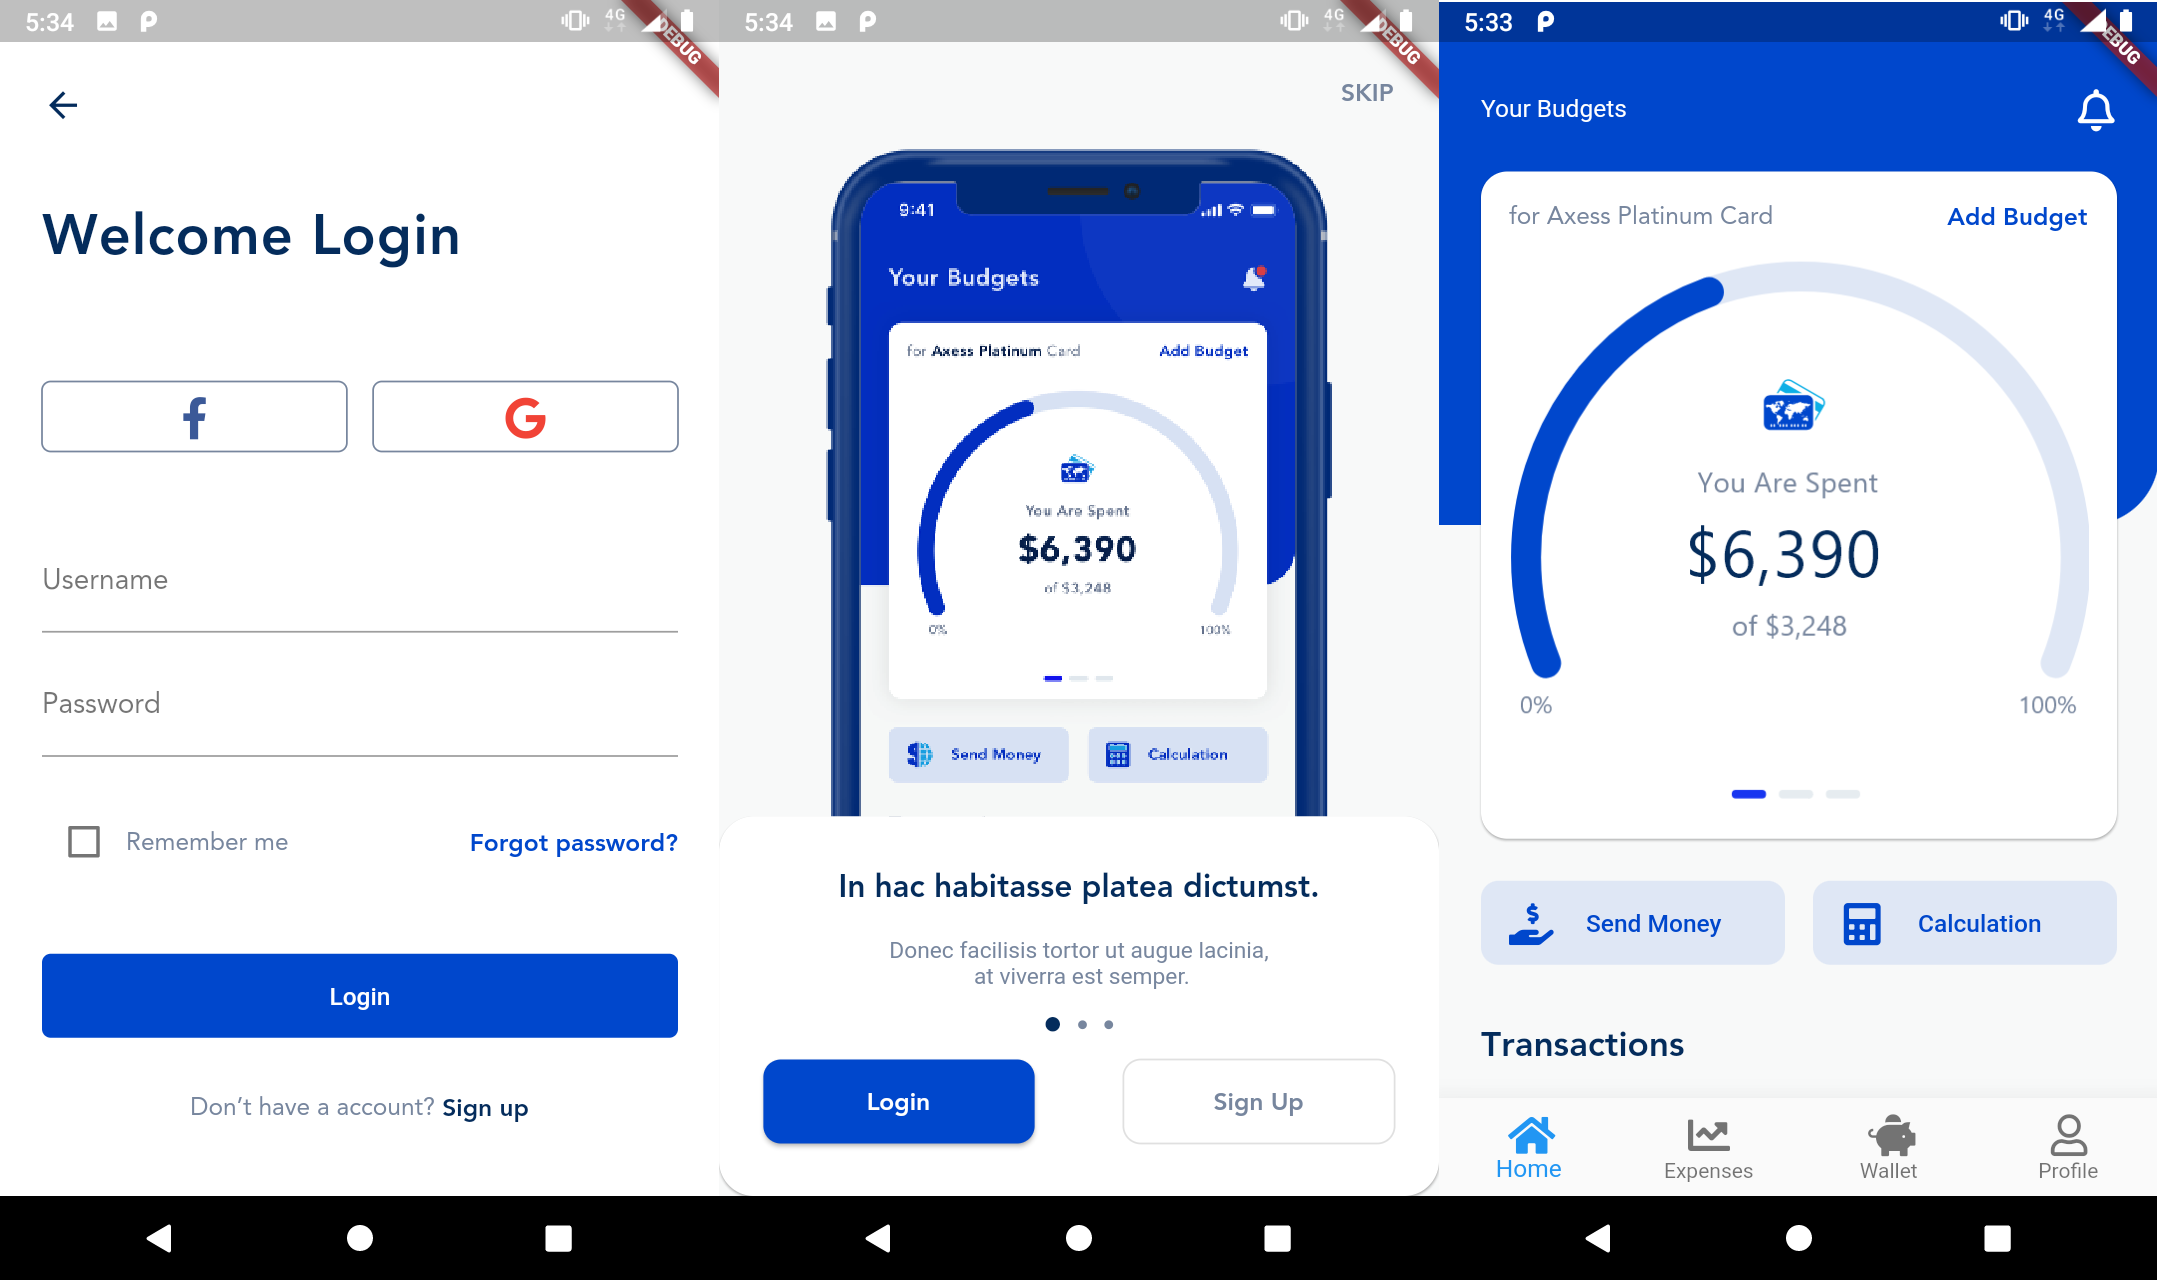 5:34
4G
DEBUG
Welcome Login
Username
Password
Remember me
Forgot password?
Login
Don’t have a account? Sign up
5:34
4G
DEBUG
SKIP
9:41
Your Budgets
for Axess Platinum Card
Add Budget
You Are Spent
$6,390
of $3,248
0%
100%
Send Money
Calculation
In hac habitasse platea dictumst.
Donec facilisis tortor ut augue lacinia,
at viverra est semper.
Login
Sign Up
5:33
4G
DEBUG
Your Budgets
for Axess Platinum Card
Add Budget
You Are Spent
$6,390
of $3,248
0%
100%
Send Money
Calculation
Transactions
Home
Expenses
Wallet
Profile